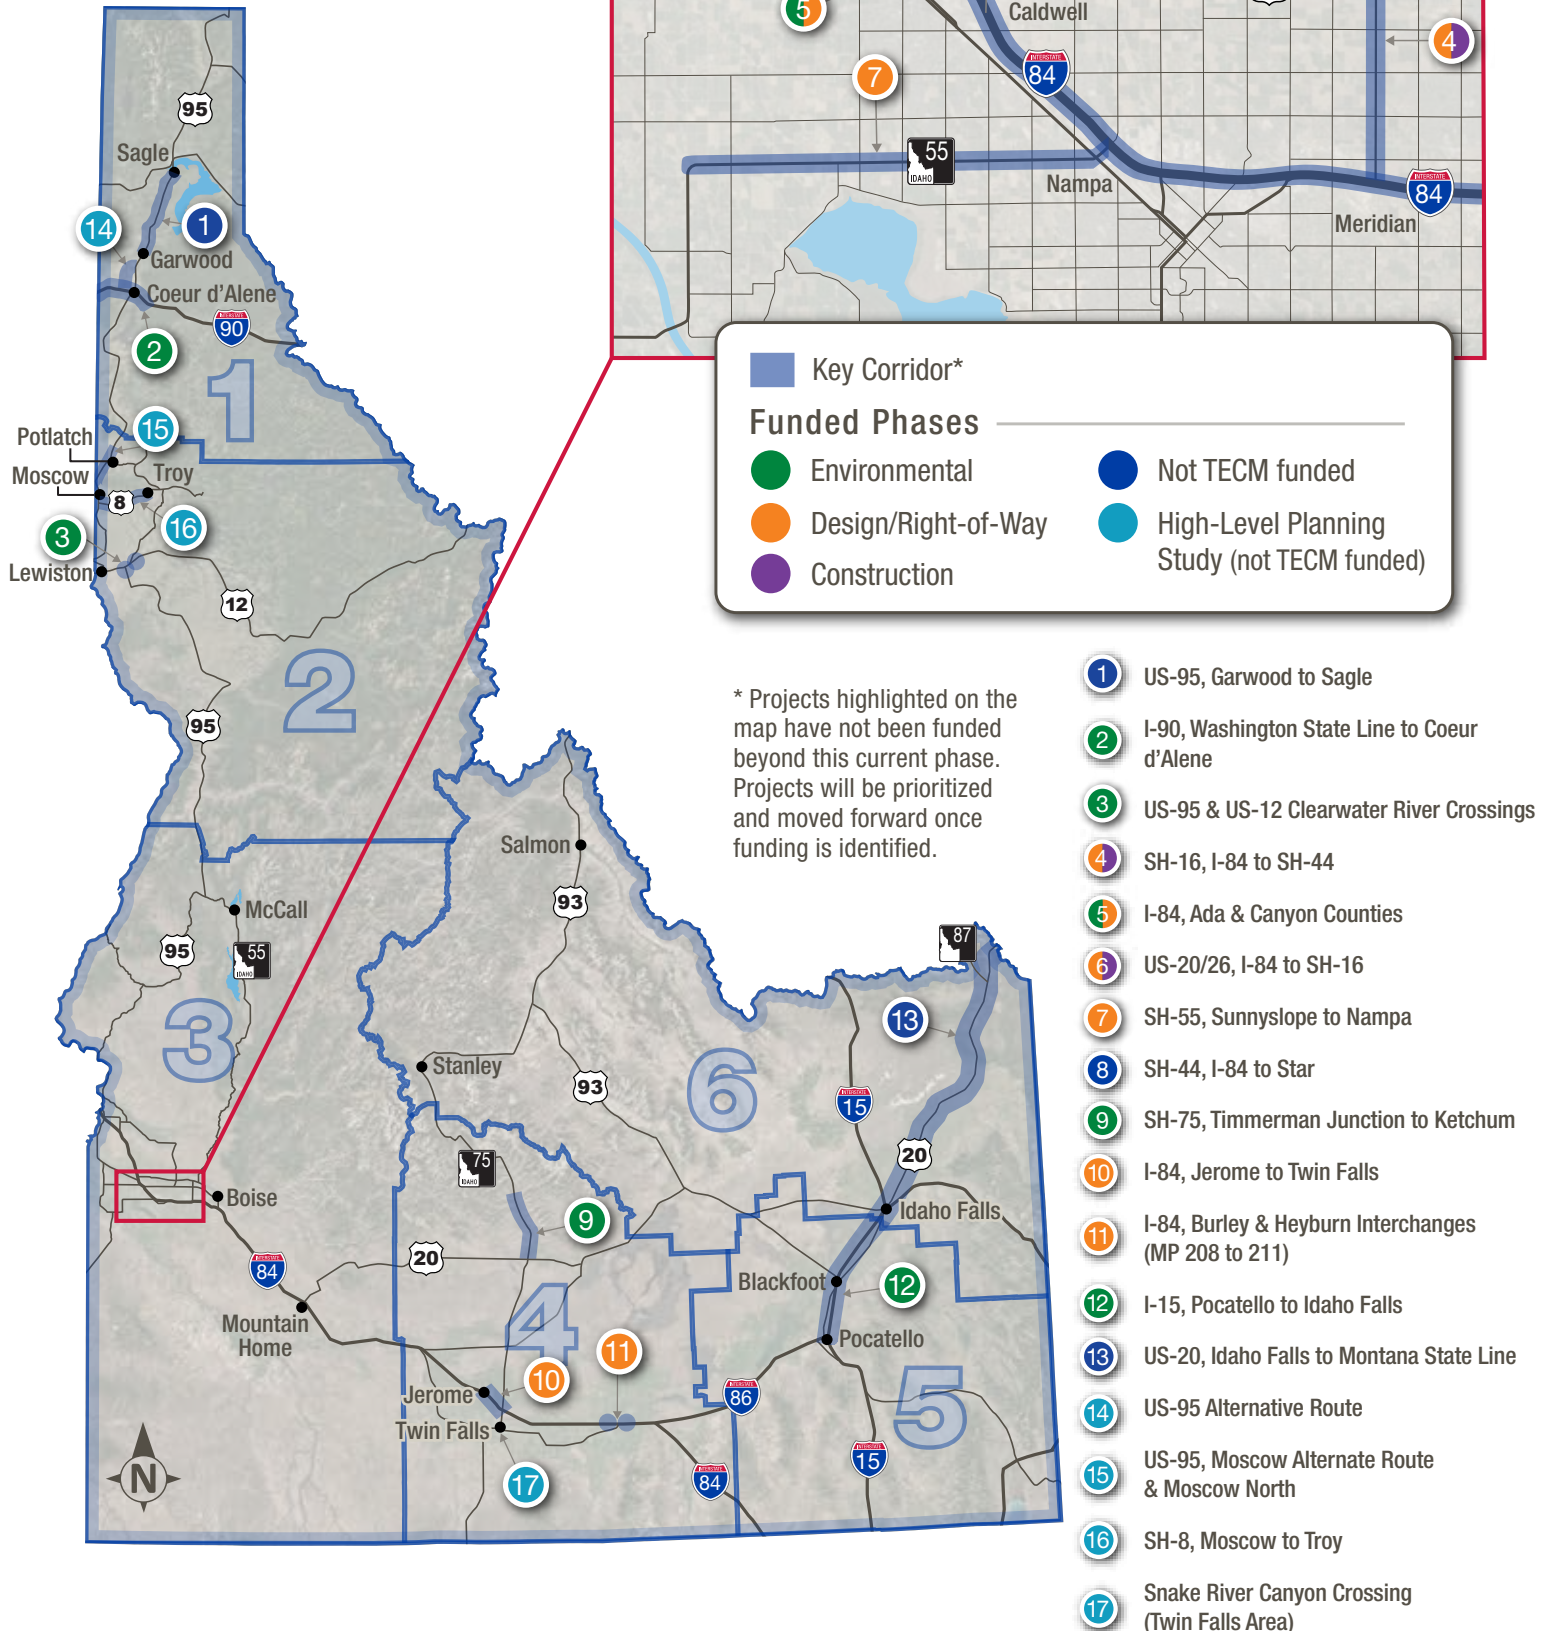 5
Caldwell
INTERSTATE
84
4
7
IDAHO
55
Nampa
INTERSTATE
84
Meridian
95
Sagle
14
1
Garwood
Coeur d'Alene
INTERSTATE
90
2
1
Potlatch
15
Moscow
Troy
8
3
16
Lewiston
12
2
95
Key Corridor*
Funded Phases
Environmental
Design/Right-of-Way
Construction
Not TECM funded
High-Level Planning
Study (not TECM funded)
* Projects highlighted on the
map have not been funded
beyond this current phase.
Projects will be prioritized
and moved forward once
funding is identified.
Salmon
93
McCall
95
55
IDAHO
3
87
IDAHO
13
Stanley
93
6
INTERSTATE
15
75
IDAHO
20
Boise
9
Idaho Falls
20
INTERSTATE
84
Blackfoot
12
Mountain
Home
4
11
Pocatello
10
Jerome
INTERSTATE
86
5
Twin Falls
INTERSTATE
15
17
INTERSTATE
84
N
1 US-95, Garwood to Sagle
2 I-90, Washington State Line to Coeur
d'Alene
3 US-95 & US-12 Clearwater River Crossings
4 SH-16, I-84 to SH-44
5 I-84, Ada & Canyon Counties
6 US-20/26, I-84 to SH-16
7 SH-55, Sunnyslope to Nampa
8 SH-44, I-84 to Star
9 SH-75, Timmerman Junction to Ketchum
10 I-84, Jerome to Twin Falls
11 I-84, Burley & Heyburn Interchanges
(MP 208 to 211)
12 I-15, Pocatello to Idaho Falls
13 US-20, Idaho Falls to Montana State Line
14 US-95 Alternative Route
15 US-95, Moscow Alternate Route
& Moscow North
16 SH-8, Moscow to Troy
17 Snake River Canyon Crossing
(Twin Falls Area)